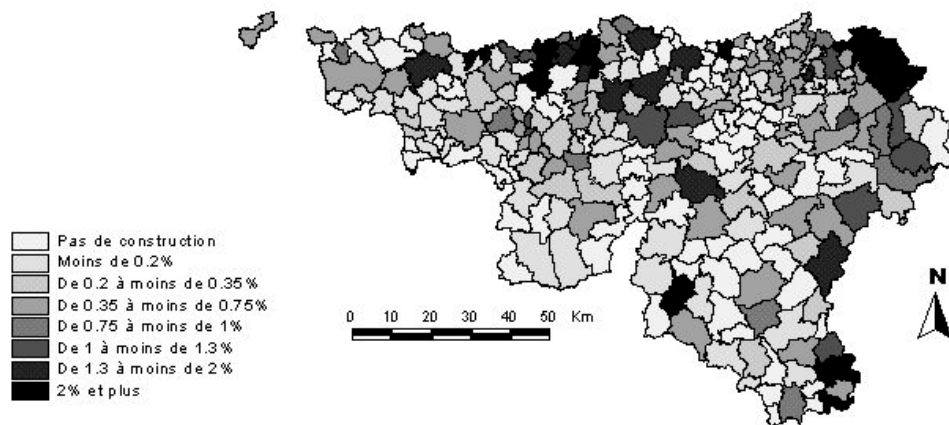 Pas de construction
Moins de 0.2%
De 0.2 à moins de 0.35%
De 0.35 à moins de 0.75%
De 0.75 à moins de 1%
De 1 à moins de 1.3%
De 1.3 à moins de 2%
2% et plus
0 10 20 30 40 50 Km
N